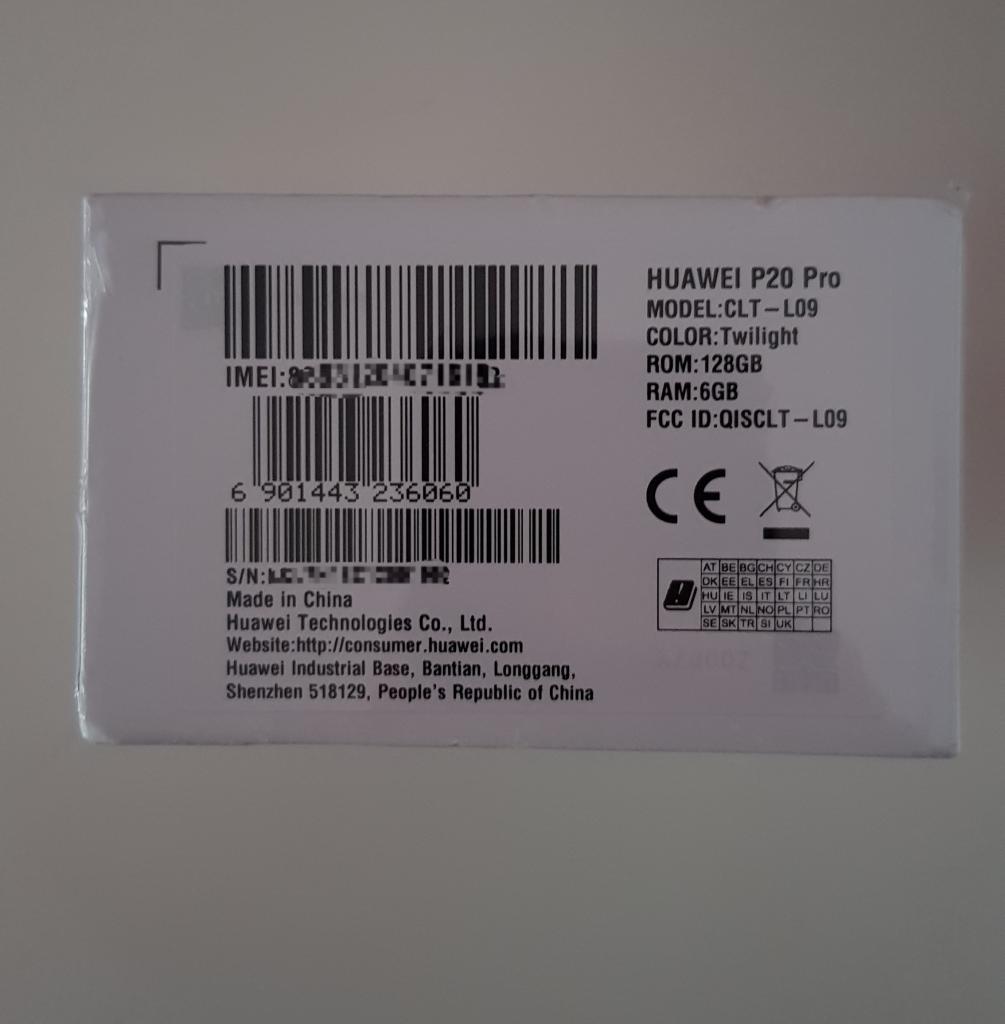 IMEI:
6 901443 236060
S/N:
Made in China
Huawei Technologies Co., Ltd.
Website:http://consumer.huawei.com
Huawei Industrial Base, Bantian, Longgang,
Shenzhen 518129, People's Republic of China
HUAWEI P20 Pro
MODEL:CLT-L09
COLOR:Twilight
ROM:128GB
RAM:6GB
FCC ID:QISCLT-L09
CE
AT BE BG CH CY CZ DE
DK EE EL ES FI FR HR
HU IE IS IT LT LI LU
LV MT NL NO PL PT RO
SE SK TR SI UK